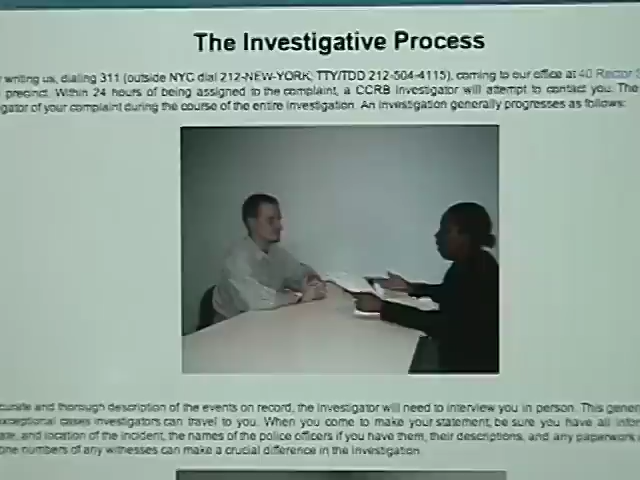 The Investigative Process
writing us, dialing 311 (outside NYC dial 212-NEW-YORK, TTY/TDD 212-504-4115), coming to our office at 40 Rector
precinct. Within 24 hours of being assigned to the complaint, a CCRB investigator will attempt to contact you. The
gator of your complaint during the course of the entire investigation. An investigation generally progresses as follows:
curate and thorough description of the events on record, the investigator will need to interview you in person. This gener
xceptional cases investigators can travel to you. When you come to make your statement, be sure you have all infor
ate, and location of the incident, the names of the police officers if you have them, their descriptions, and any paperwork
one numbers of any witnesses can make a crucial difference in the investigation.